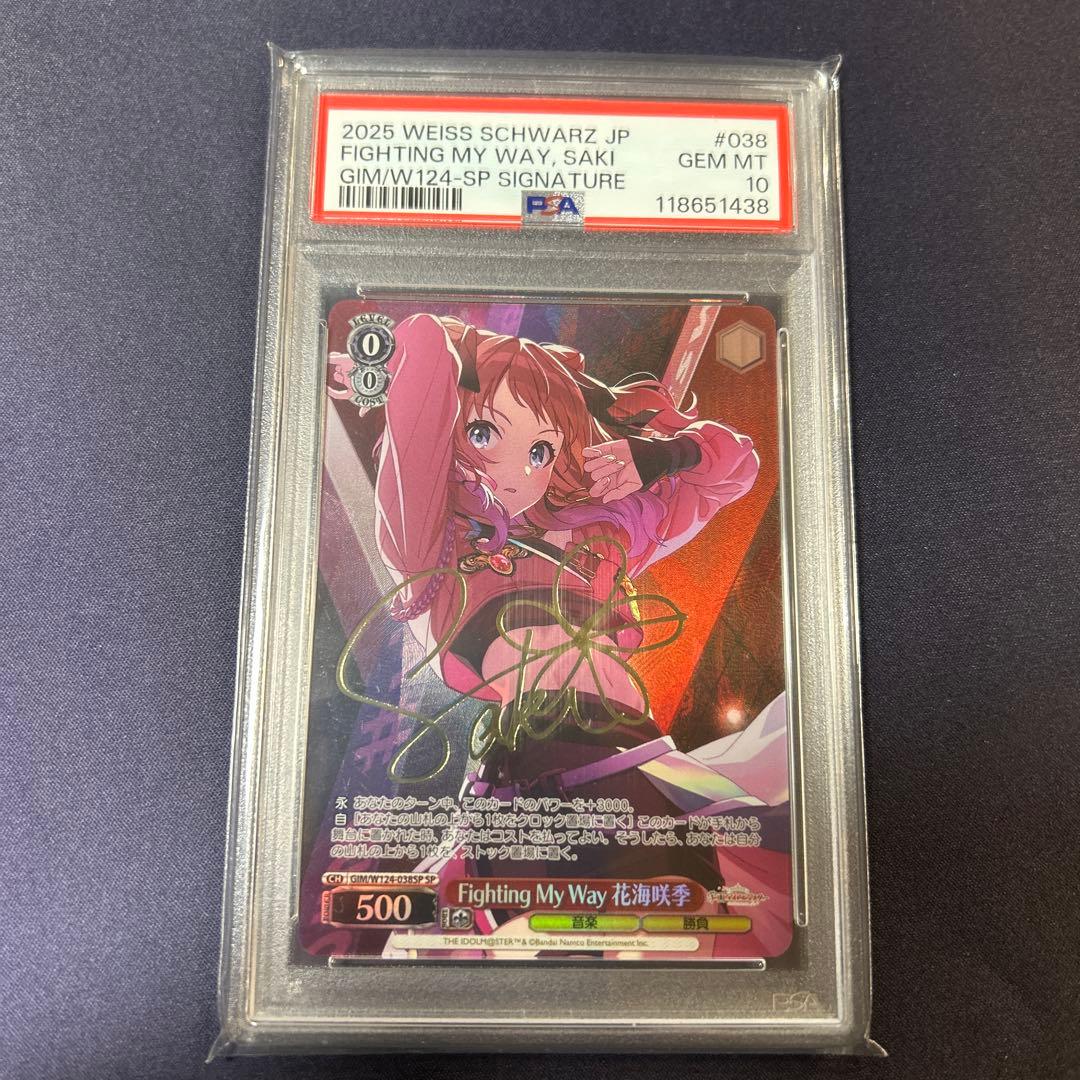 2025 WEISS SCHWARZ JP #038
FIGHTING MY WAY, SAKI GEM MT
GIM/W124-SP SIGNATURE 10
PSA 118651438
LEVEL
0
0
COST
Saki
永 あなたのターン中、このカードのパワーを+3000。
自 [あなたの山札の上から1枚をクロック置場に置く] このカードが手札から
舞台に置かれた時、あなたはコストを払ってよい。そうしたら、あなたは自分
の山札の上から1枚を、ストック置場に置く。
CH GIM/W124-038SP SP
500
Fighting My Way 花海咲季
音楽 勝負
THE IDOLM@STER™& ©Bandai Namco Entertainment Inc.
PSA